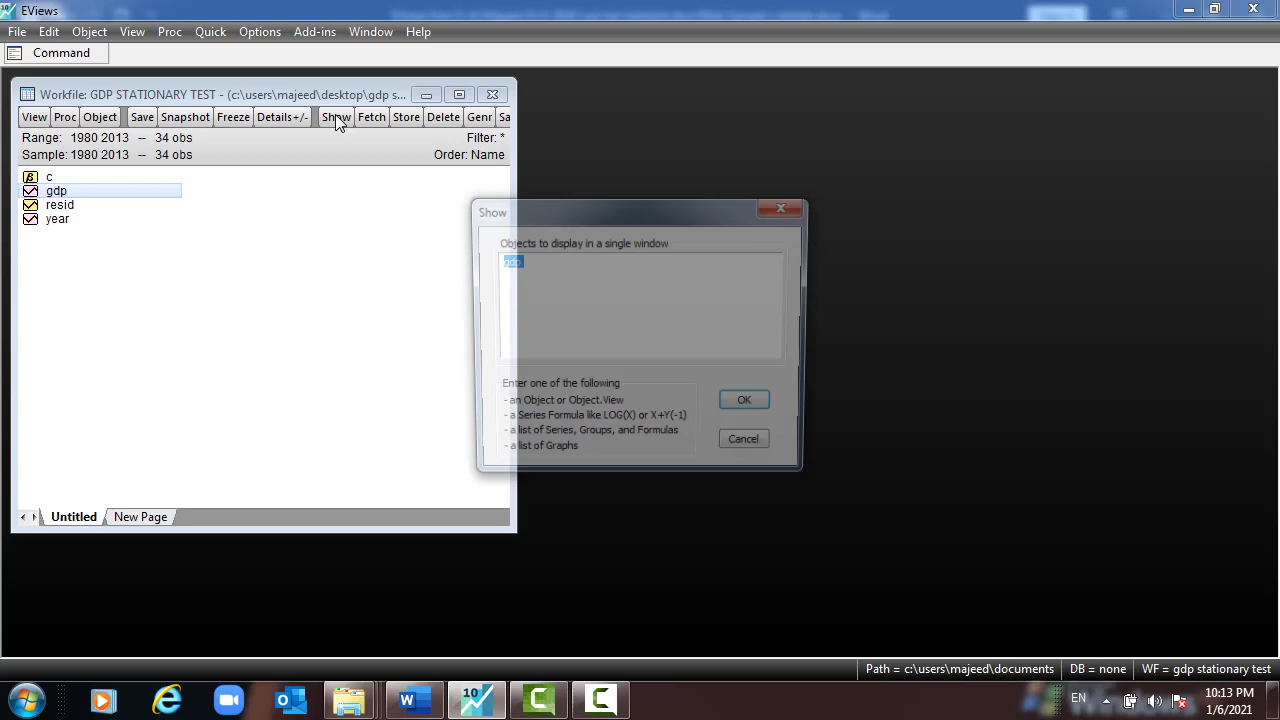 EViews
File Edit Object View Proc Quick Options Add-ins Window Help
Command
Workfile: GDP STATIONARY TEST - (c:\users\majeed\desktop\gdp s...
View Proc Object Save Snapshot Freeze Details+/- Show Fetch Store Delete Genr Sa
Range: 1980 2013 -- 34 obs
Filter: *
Sample: 1980 2013 -- 34 obs
Order: Name
c
gdp
resid
year
Show
Objects to display in a single window
gdp
Enter one of the following
- an Object or Object.View
- a Series Formula like LOG(X) or X+Y(-1)
- a list of Series, Groups, and Formulas
- a list of Graphs
OK
Cancel
Untitled New Page
Path = c:\users\majeed\documents DB = none WF = gdp stationary test
EN
10:13 PM
1/6/2021